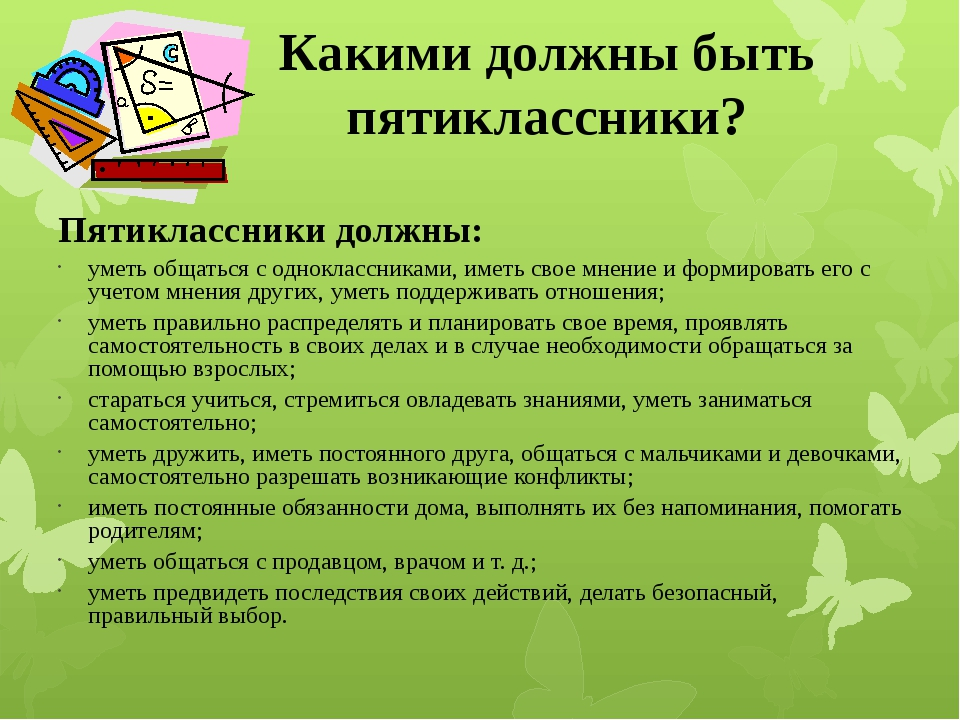 C
S=
a
B
Какими должны быть
пятиклассники?
Пятиклассники должны:
уметь общаться с одноклассниками, иметь свое мнение и формировать его с
учетом мнения других, уметь поддерживать отношения;
уметь правильно распределять и планировать свое время, проявлять
самостоятельность в своих делах и в случае необходимости обращаться за
помощью взрослых;
стараться учиться, стремиться овладевать знаниями, уметь заниматься
самостоятельно;
уметь дружить, иметь постоянного друга, общаться с мальчиками и девочками,
самостоятельно разрешать возникающие конфликты;
иметь постоянные обязанности дома, выполнять их без напоминания, помогать
родителям;
уметь общаться с продавцом, врачом и т. д.;
уметь предвидеть последствия своих действий, делать безопасный,
правильный выбор.